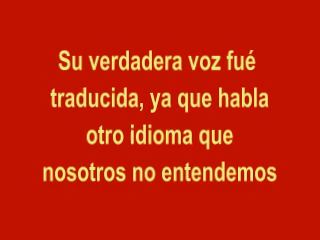 Su verdadera voz fué
traducida, ya que habla
otro idioma que
nosotros no entendemos